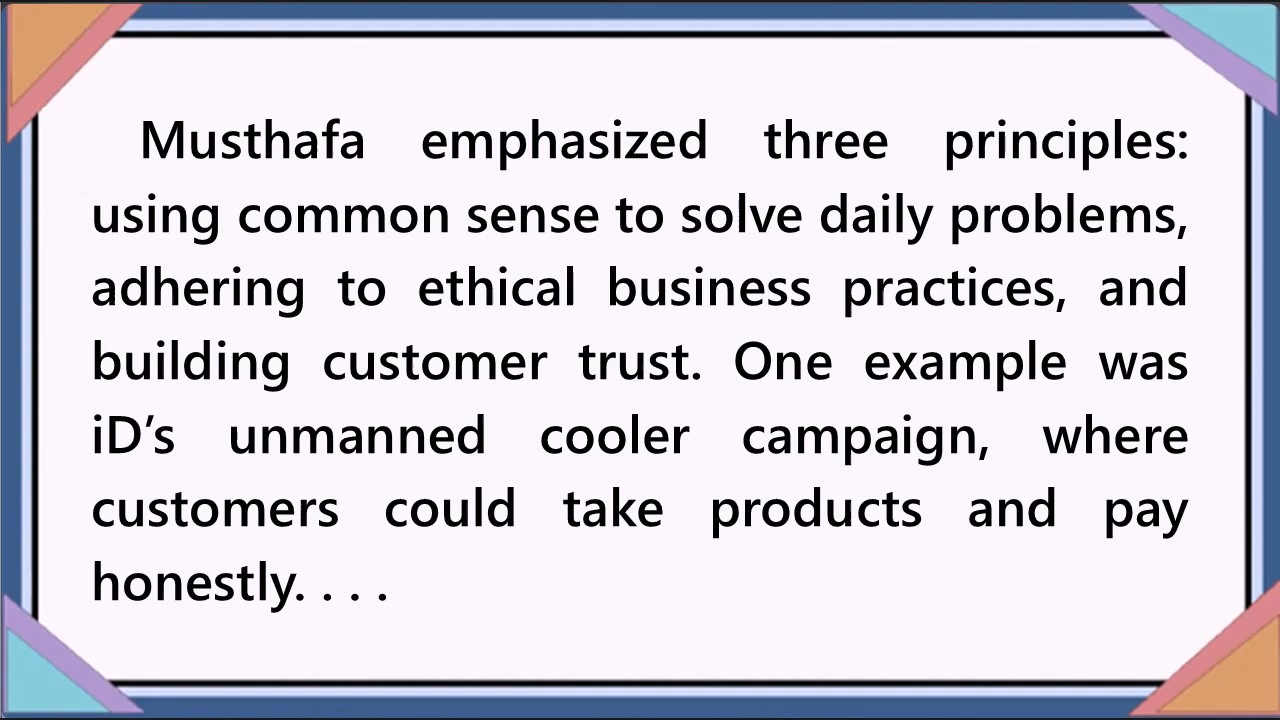 Musthafa emphasized three principles:
using common sense to solve daily problems,
adhering to ethical business practices, and
building customer trust. One example was
iD’s unmanned cooler campaign, where
customers could take products and pay
honestly. . . .